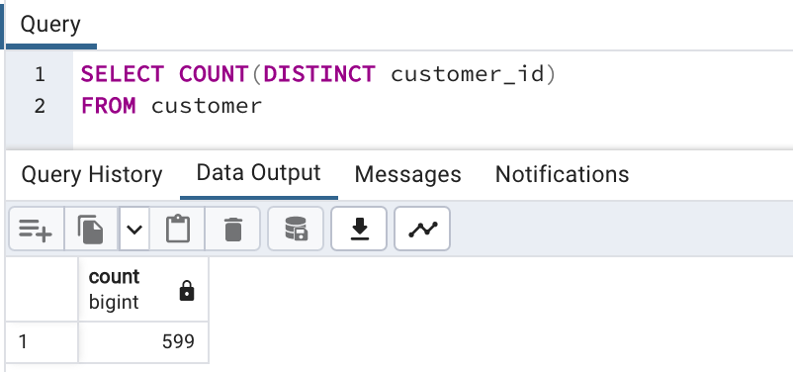 Query
1 SELECT COUNT(DISTINCT customer_id)
2 FROM customer
Query History Data Output Messages Notifications
count
bigint
1 599